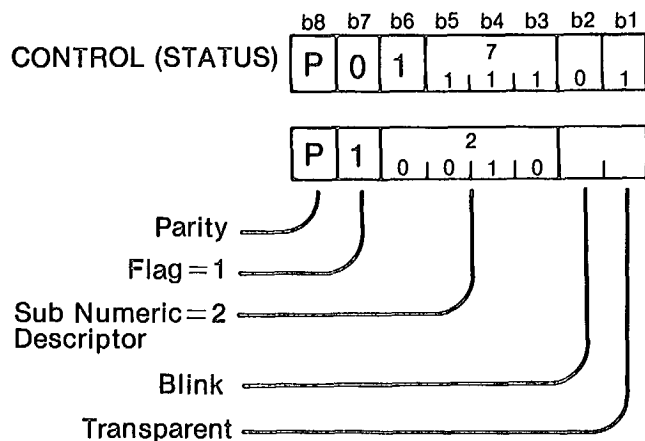 b8 b7 b6 b5 b4 b3 b2 b1
CONTROL (STATUS) P 0 1 7 1 1 1 0 1
P 1 2 0 0 1 0
Parity
Flag=1
Sub Numeric=2
Descriptor
Blink
Transparent